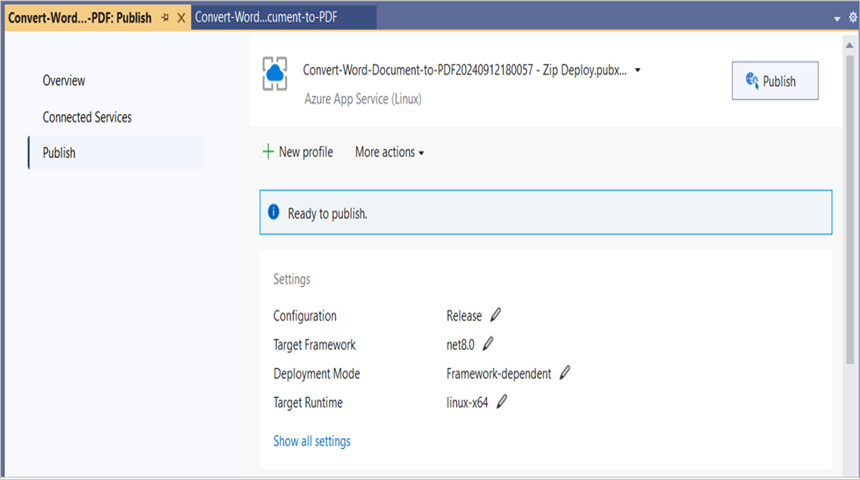 Convert-Word...-PDF: Publish
Convert-Word...cument-to-PDF
Overview
Connected Services
Publish
Convert-Word-Document-to-PDF20240912180057 - Zip Deploy.pubx...
Azure App Service (Linux)
Publish
New profile
More actions
Ready to publish.
Settings
Configuration Release
Target Framework net8.0
Deployment Mode Framework-dependent
Target Runtime linux-x64
Show all settings